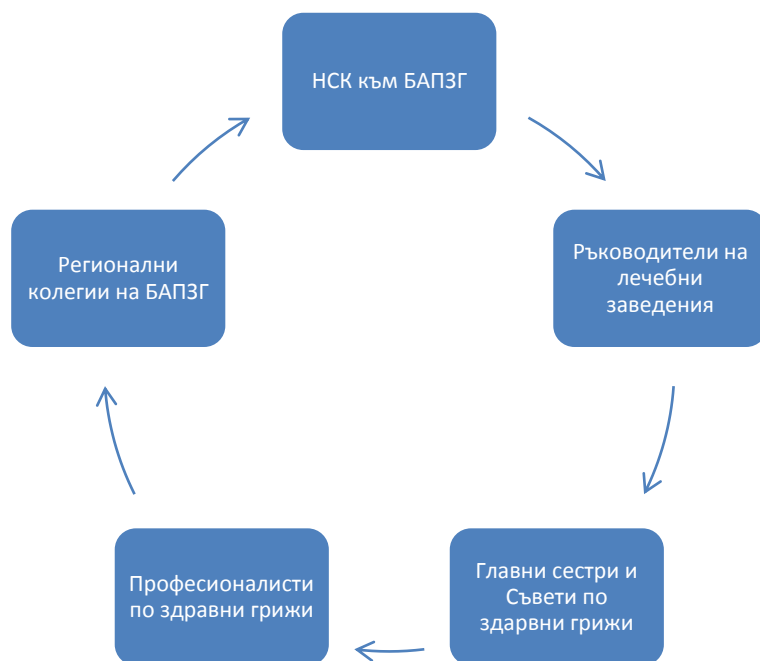 НСК към БАПЗГ
Ръководители на
лечебни
заведения
Главни сестри и
Съвети по
здарвни грижи
Професионалисти
по здравни грижи
Регионални
колегии на БАПЗГ